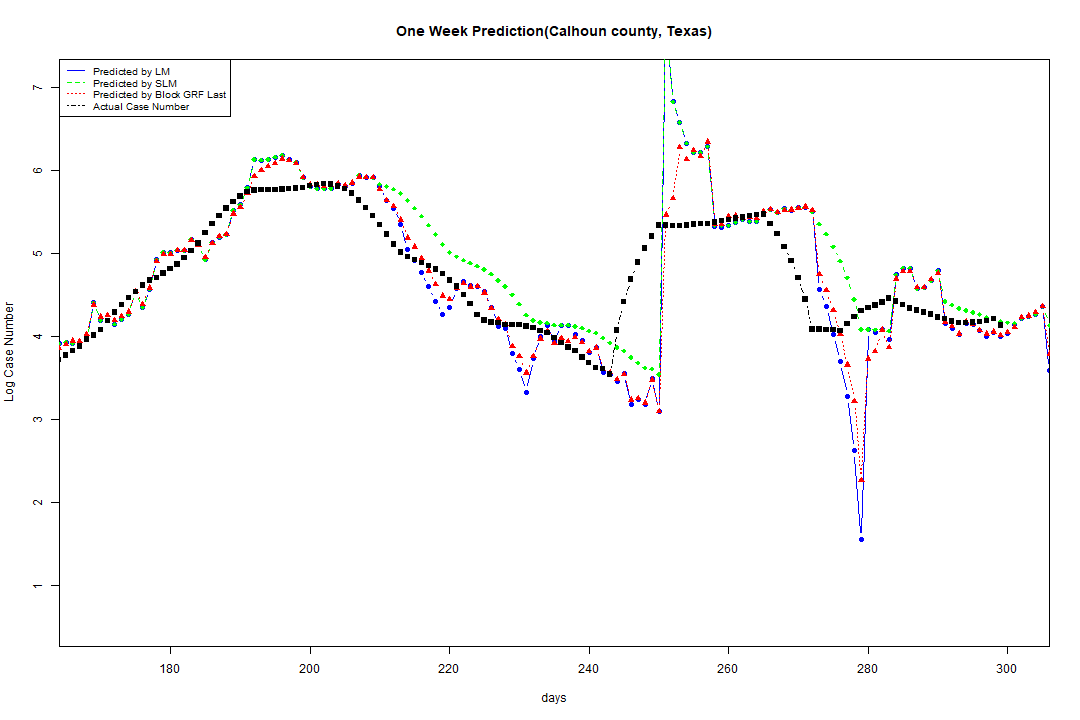 One Week Prediction(Calhoun county, Texas)
Predicted by LM
Predicted by SLM
Predicted by Block GRF Last
Actual Case Number
Log Case Number
7
6
5
4
3
2
1
180 200 220 240 260 280 300
days